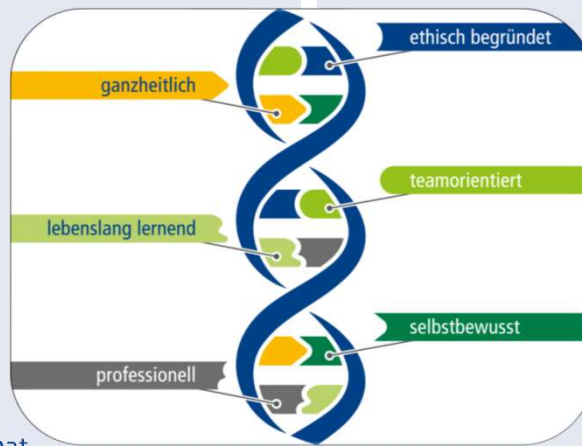 ethisch begründet
ganzheitlich
teamorientiert
lebenslang lernend
selbstbewusst
professionell